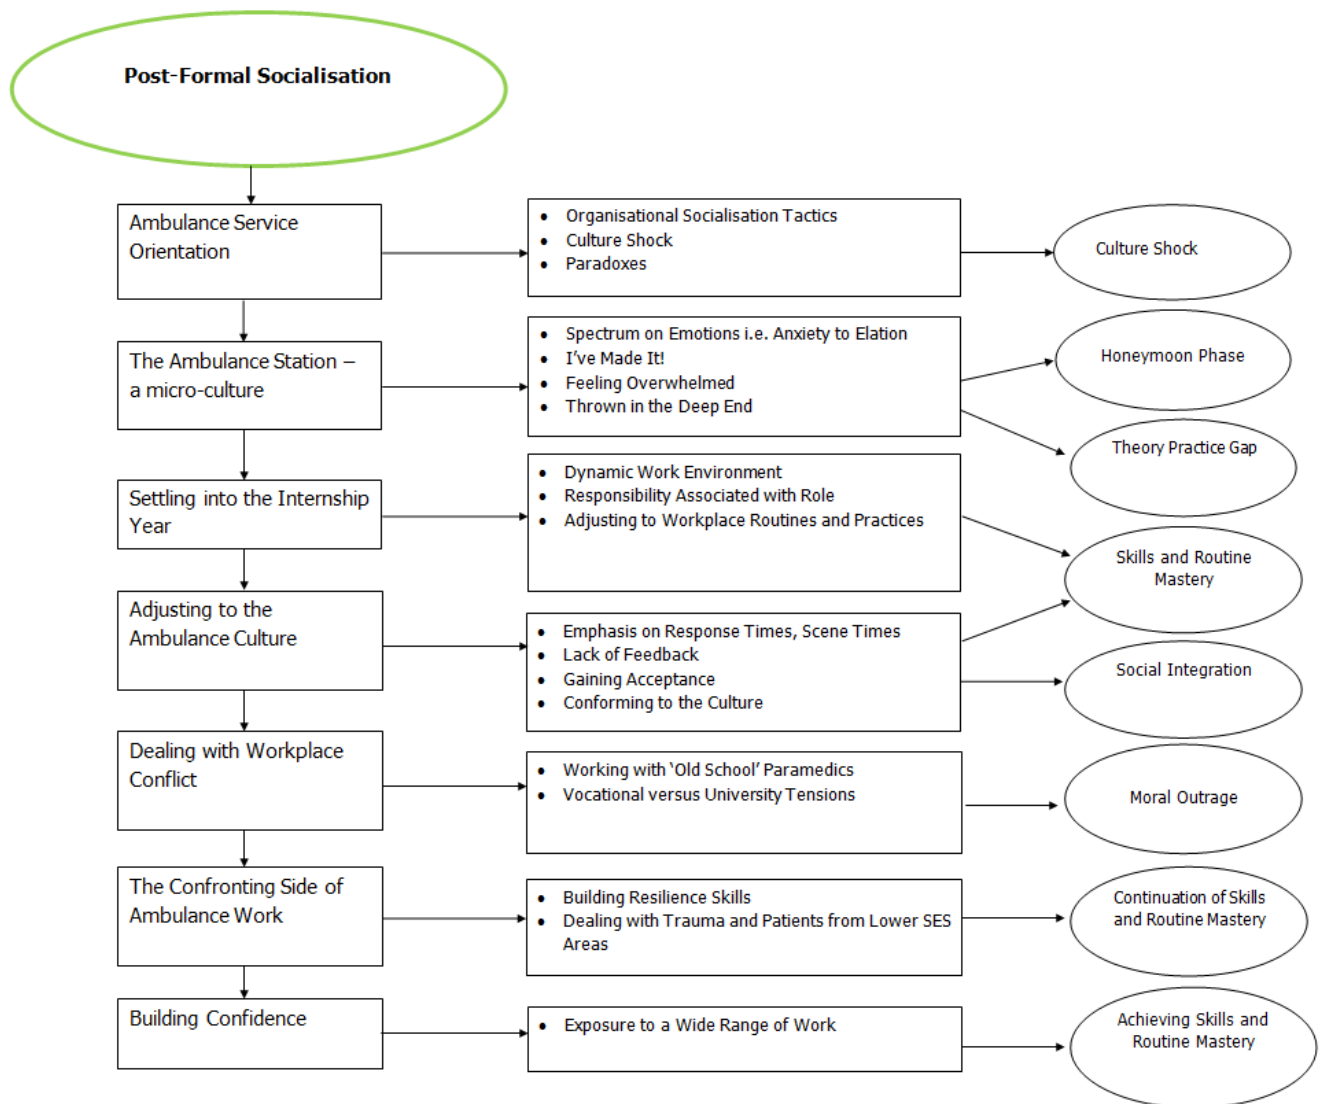 Post-Formal Socialisation
Ambulance Service
Orientation
• Organisational Socialisation Tactics
• Culture Shock
• Paradoxes
Culture Shock
The Ambulance Station –
a micro-culture
• Spectrum on Emotions i.e. Anxiety to Elation
• I've Made It!
• Feeling Overwhelmed
• Thrown in the Deep End
Honeymoon Phase
Theory Practice Gap
Settling into the Internship
Year
• Dynamic Work Environment
• Responsibility Associated with Role
• Adjusting to Workplace Routines and Practices
Skills and Routine
Mastery
Adjusting to the
Ambulance Culture
• Emphasis on Response Times, Scene Times
• Lack of Feedback
• Gaining Acceptance
• Conforming to the Culture
Social Integration
Dealing with Workplace
Conflict
• Working with 'Old School' Paramedics
• Vocational versus University Tensions
Moral Outrage
The Confronting Side of
Ambulance Work
• Building Resilience Skills
• Dealing with Trauma and Patients from Lower SES
Areas
Continuation of Skills
and Routine Mastery
Building Confidence
• Exposure to a Wide Range of Work
Achieving Skills and
Routine Mastery